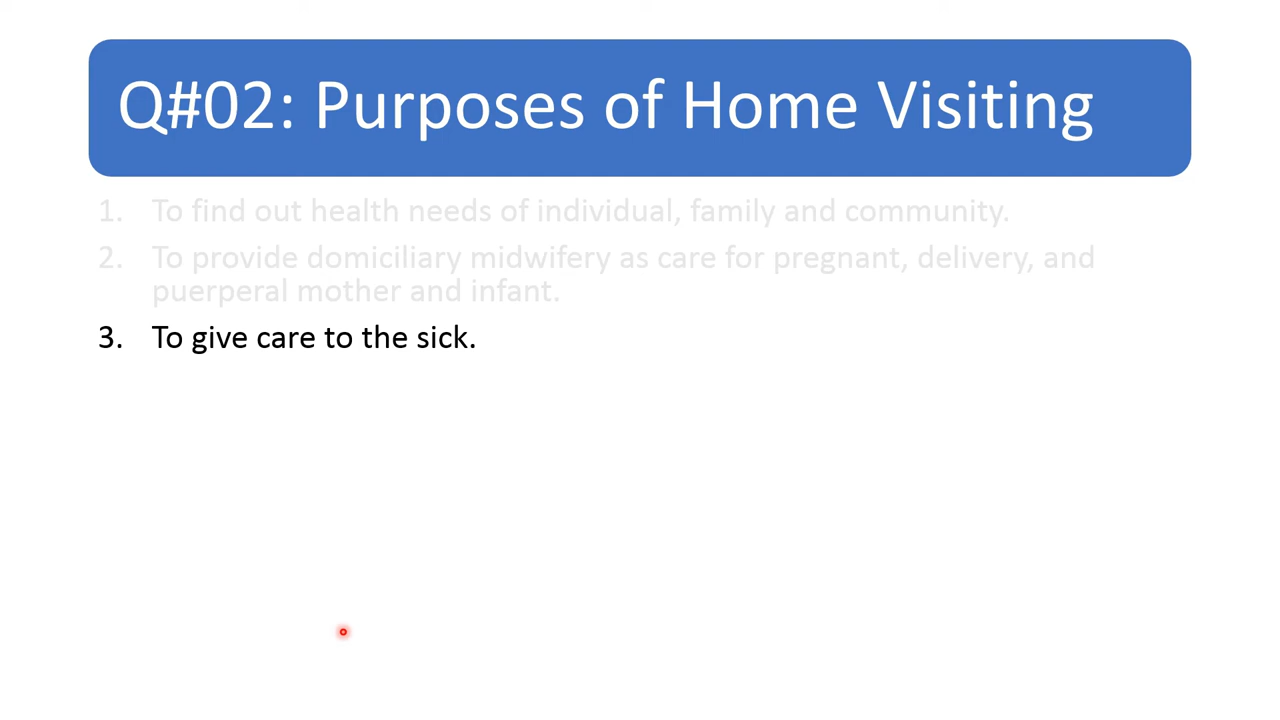 Q#02: Purposes of Home Visiting
1. To find out health needs of individual, family and community.
2. To provide domiciliary midwifery as care for pregnant, delivery, and
puerperal mother and infant.
3. To give care to the sick.